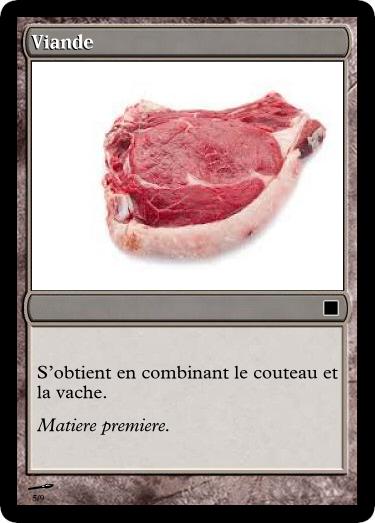 Viande
S'obtient en combinant le couteau et
la vache.
Matiere premiere.
5/9